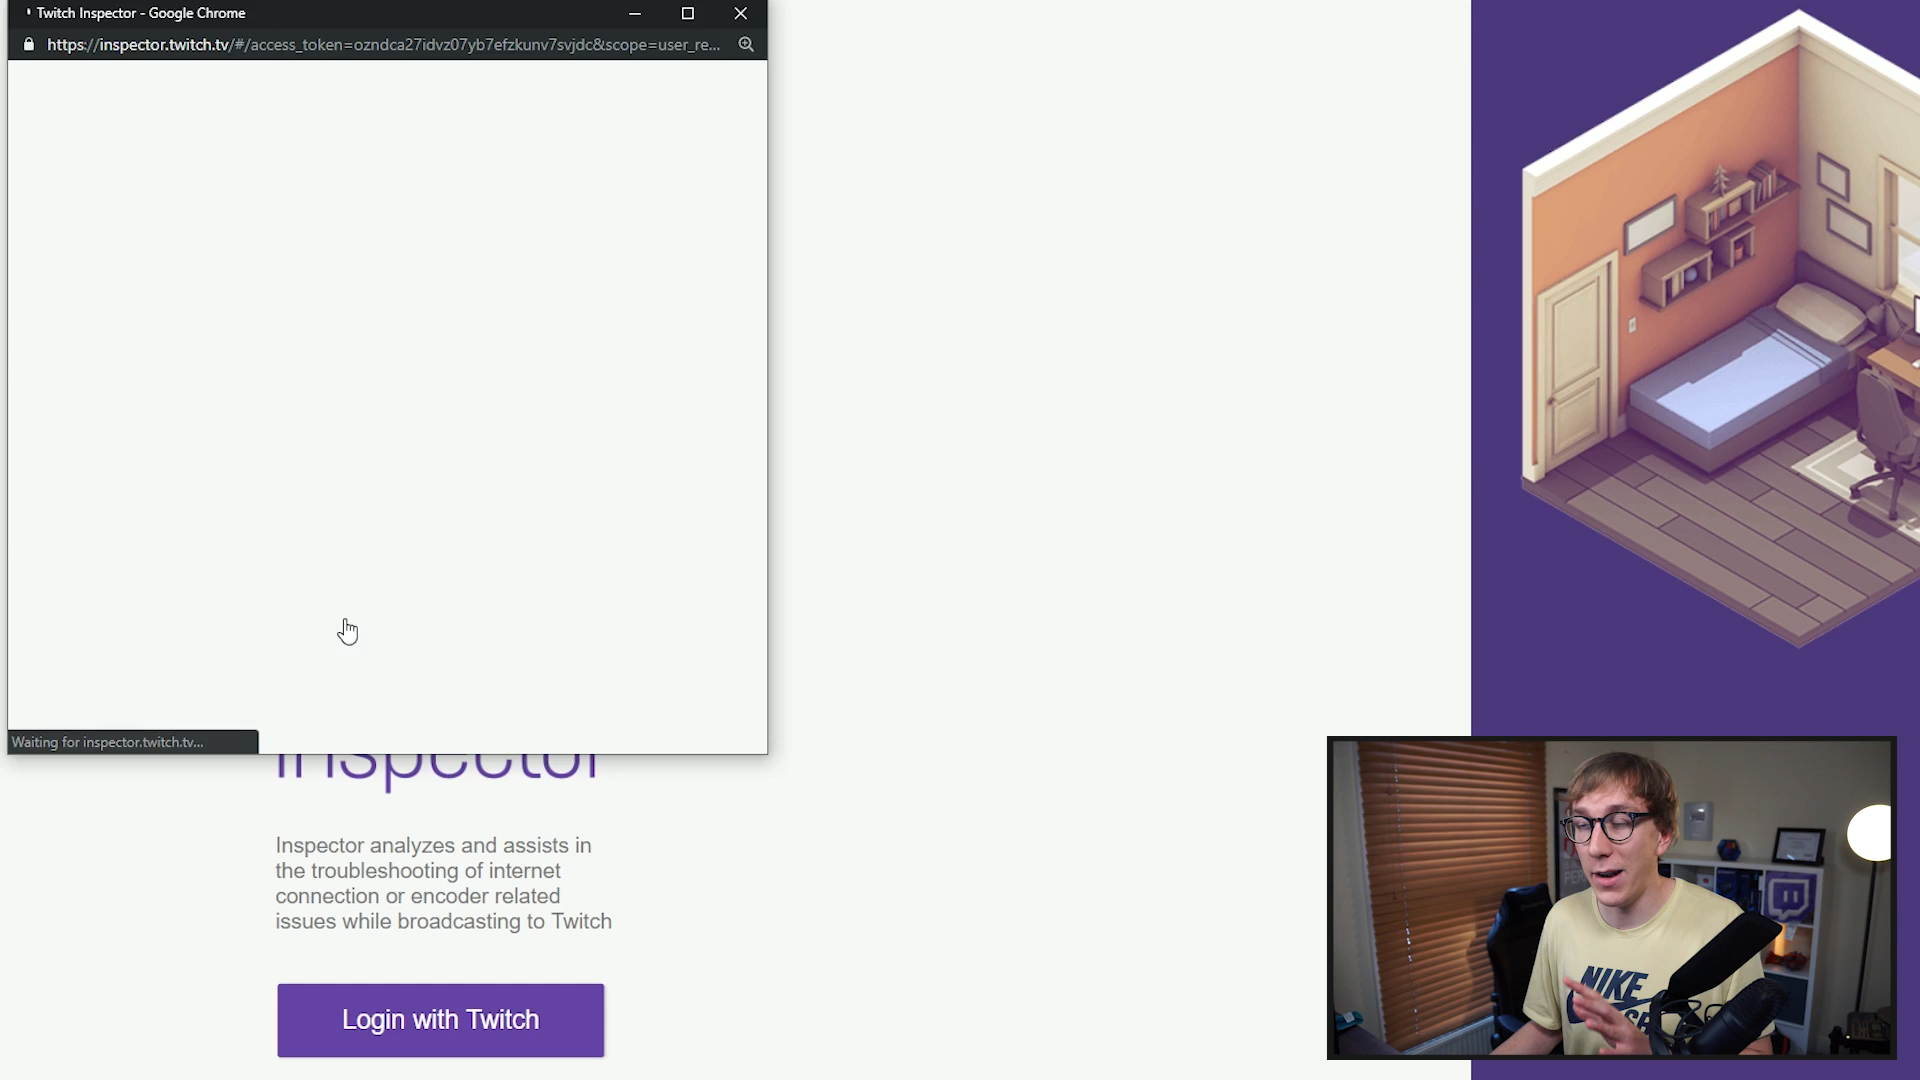 Twitch Inspector - Google Chrome
https://inspector.twitch.tv/#/access_token=ozndca27idvz07yb7efzkunv7svjdc&scope=user_re...
Waiting for inspector.twitch.tv...
Inspector
Inspector analyzes and assists in
the troubleshooting of internet
connection or encoder related
issues while broadcasting to Twitch
Login with Twitch
NIKE